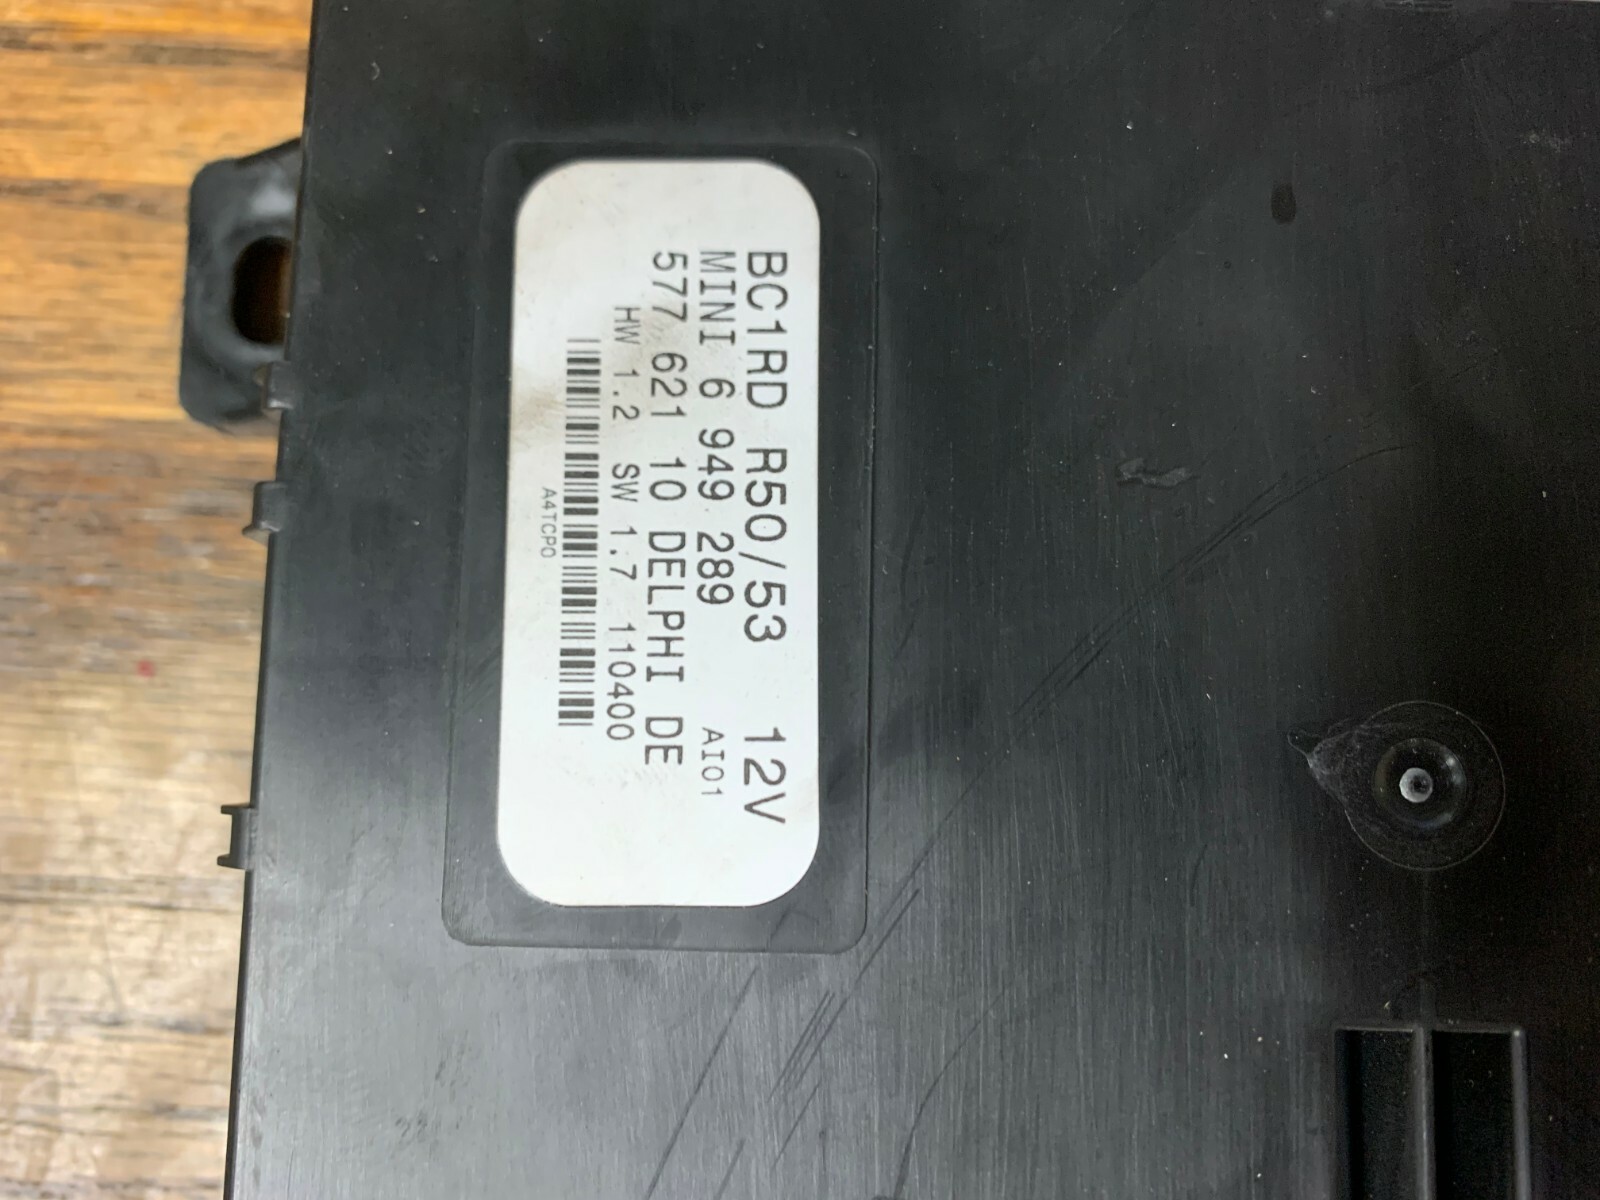 BC1RD R50/53 12V
MINI 6 949 289 AI01
577 621 10 DELPHI DE
HW 1.2 SW 1.7 110400
A4TCP0